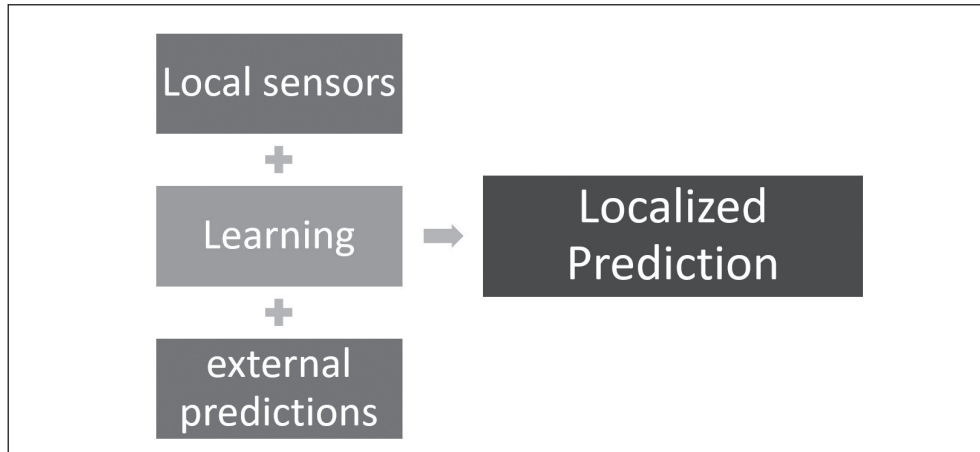 Local sensors
Learning
Localized
Prediction
external
predictions